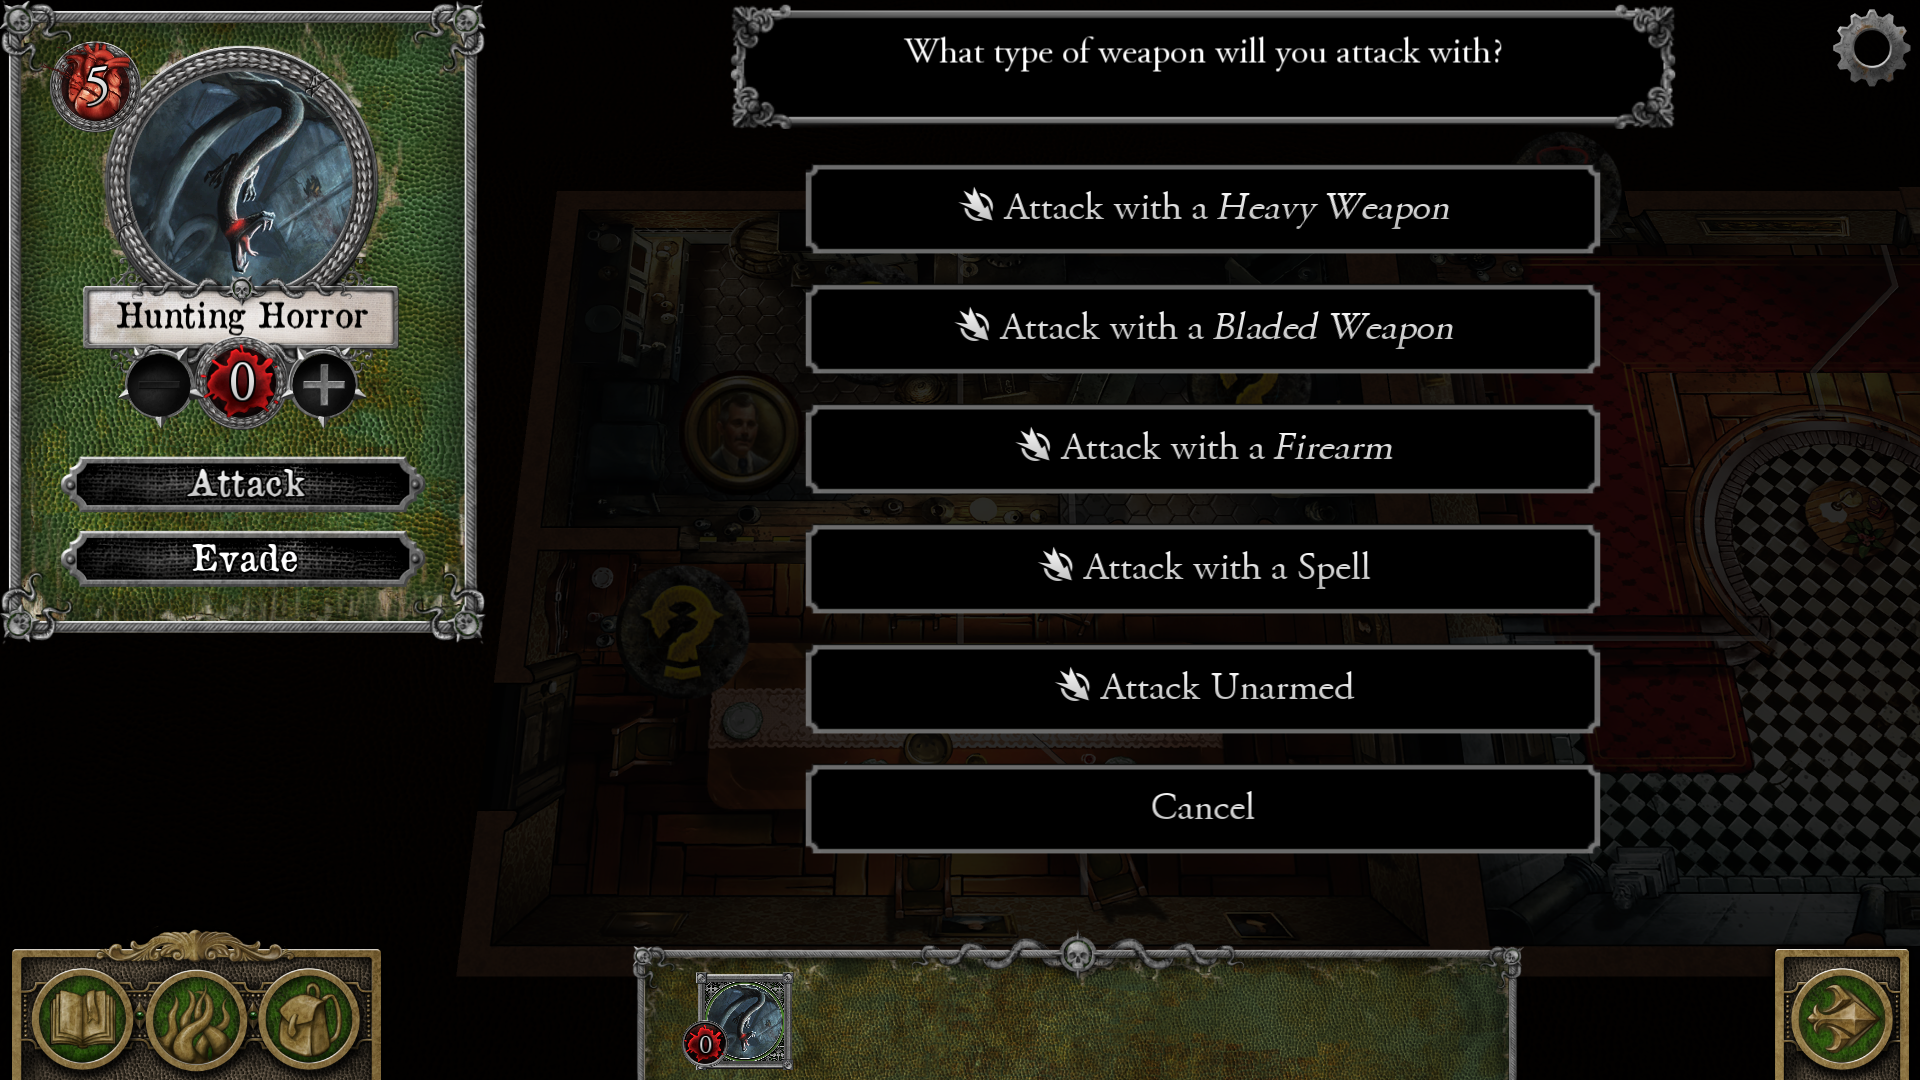 5
Hunting Horror
0
Attack
Evade
What type of weapon will you attack with?
Attack with a Heavy Weapon
Attack with a Bladed Weapon
Attack with a Firearm
Attack with a Spell
Attack Unarmed
Cancel
0